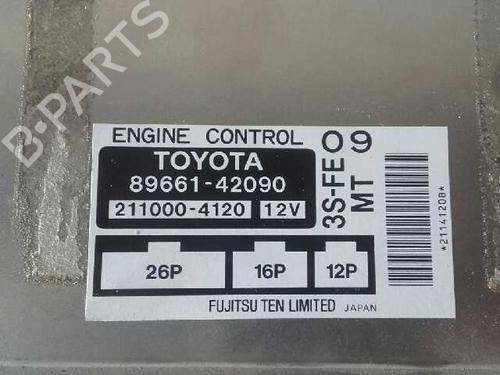 B-PARTS
ENGINE CONTROL
TOYOTA
89661-42090
211000-4120 12V
26P 16P 12P
FUJITSU TEN LIMITED JAPAN
09
3S-FE
MT
*21141208*